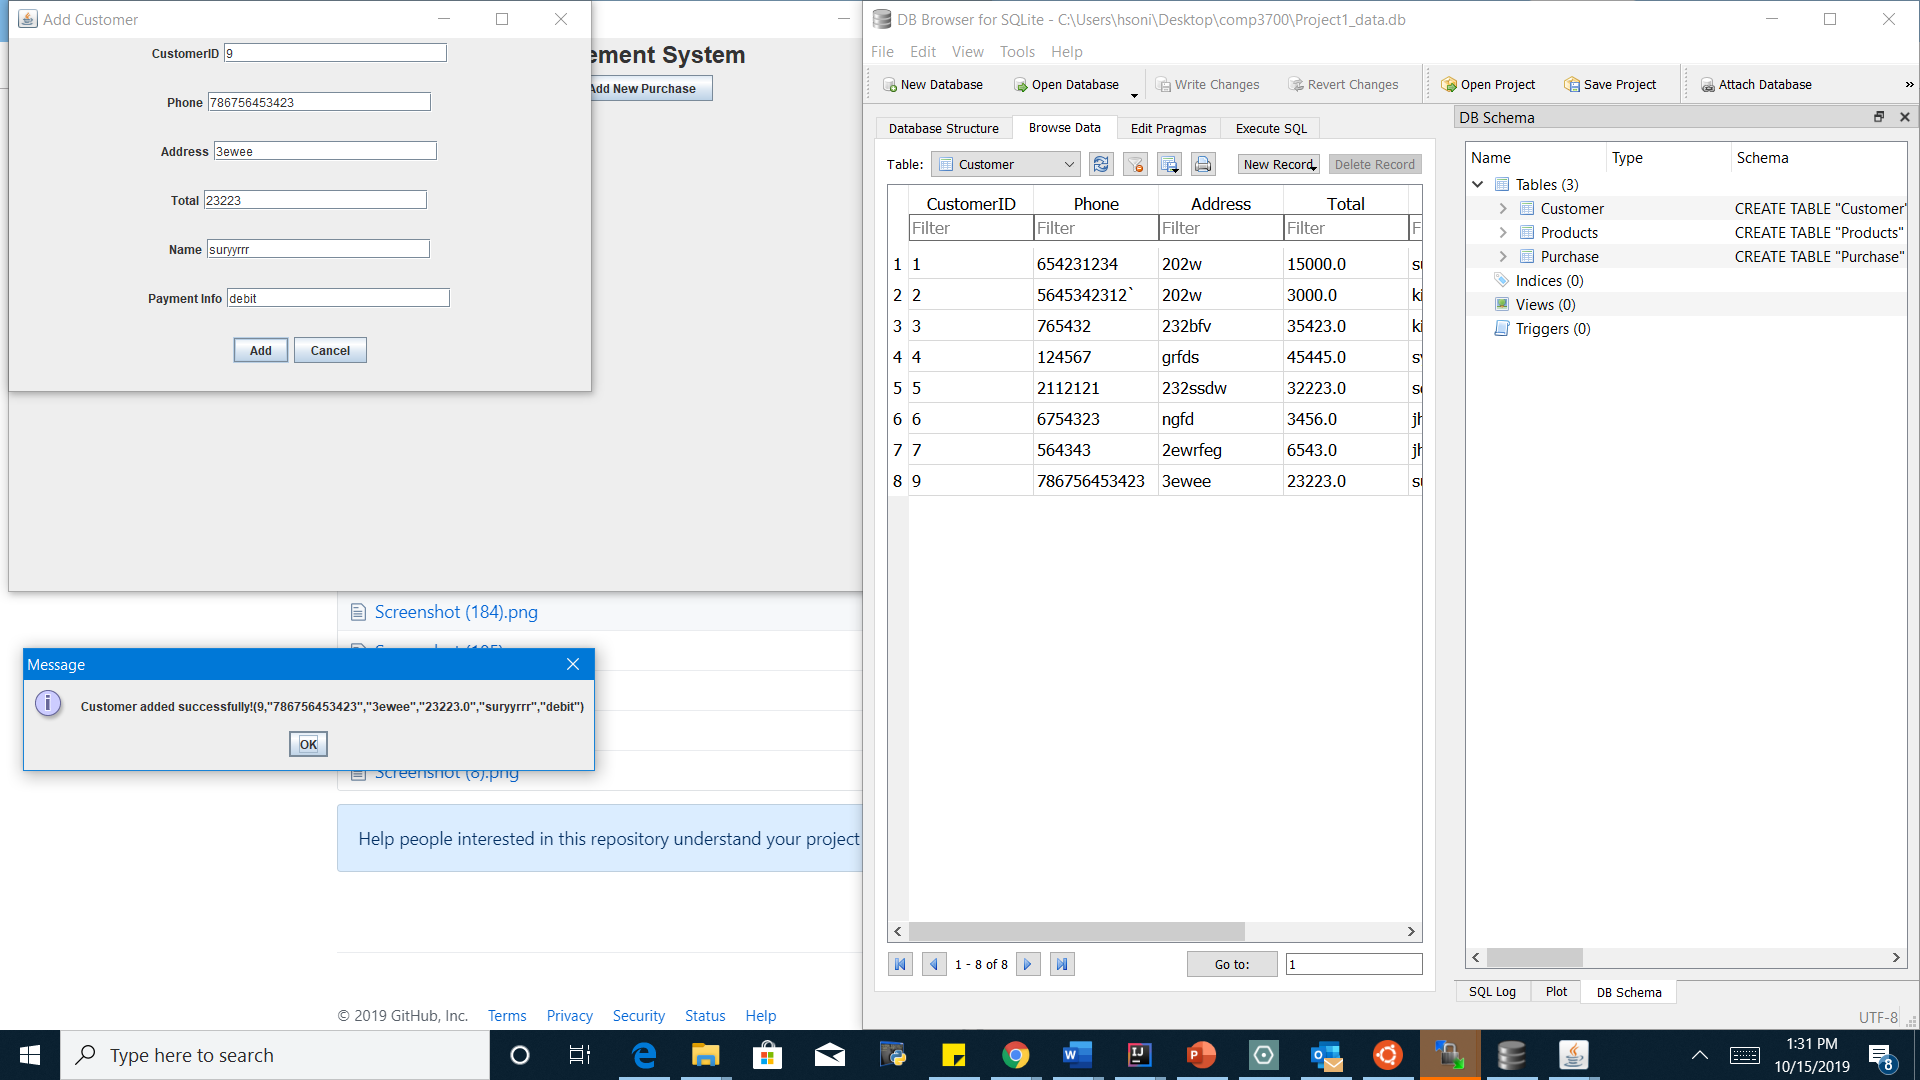 Add Customer
CustomerID 9
Phone 786756453423
Address 3ewee
Total 23223
Name suryyrrr
Payment Info debit
Add Cancel
ement System
Add New Purchase
Screenshot (184).png
Message
Customer added successfully!(9,"786756453423","3ewee","23223.0","suryyrrr","debit")
OK
Screenshot (8).png
Help people interested in this repository understand your project
© 2019 GitHub, Inc. Terms Privacy Security Status Help
DB Browser for SQLite - C:\Users\hsoni\Desktop\comp3700\Project1_data.db
File Edit View Tools Help
New Database Open Database Write Changes Revert Changes Open Project Save Project Attach Database »
Database Structure Browse Data Edit Pragmas Execute SQL
Table: Customer New Record Delete Record
CustomerID Phone Address Total
Filter Filter Filter Filter F
1 1 654231234 202w 15000.0 su
2 2 5645342312` 202w 3000.0 ki
3 3 765432 232bfv 35423.0 ki
4 4 124567 grfds 45445.0
5 5 2112121 232ssdw 32223.0
6 6 6754323 ngfd 3456.0 jh
7 7 564343 2ewrfeg 6543.0 jh
8 9 786756453423 3ewee 23223.0 su
1 - 8 of 8 Go to: 1
DB Schema
Name Type Schema
Tables (3)
Customer CREATE TABLE "Customer"
Products CREATE TABLE "Products"
Purchase CREATE TABLE "Purchase"
Indices (0)
Views (0)
Triggers (0)
SQL Log Plot DB Schema
UTF-8
Type here to search
1:31 PM
10/15/2019
8